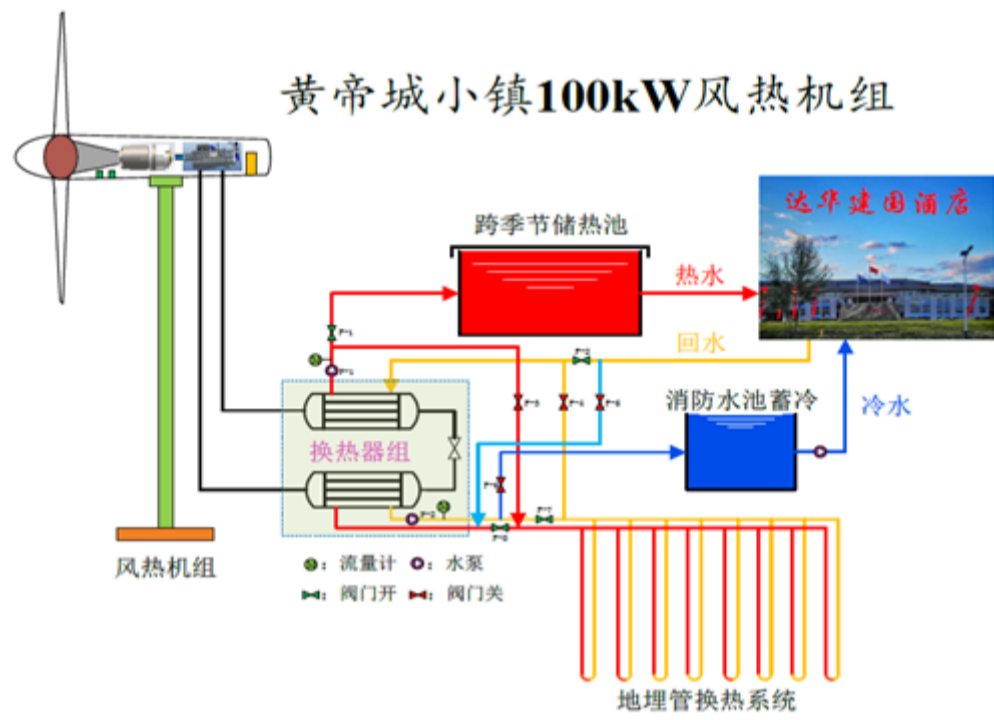 黄帝城小镇100kW风热机组
达华建国酒店
跨季节储热池
热水
回水
消防水池蓄冷
冷水
换热器组
风热机组
：流量计
：水泵
：阀门开
：阀门关
地埋管换热系统